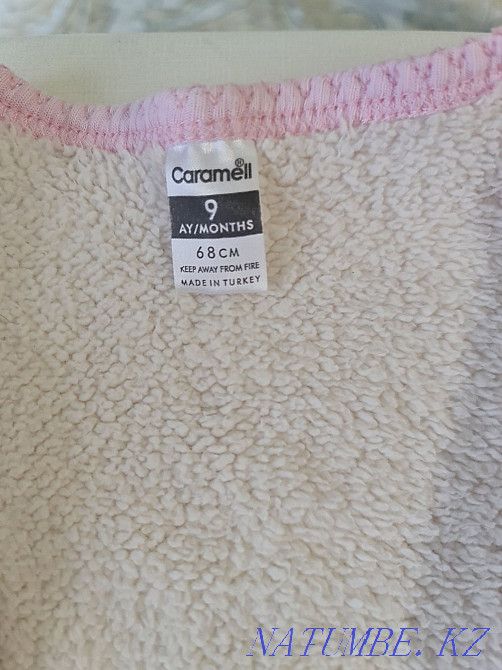 Caramell®
9
AY/MONTHS
68CM
KEEP AWAY FROM FIRE
MADE IN TURKEY
NATUMBE.KZ